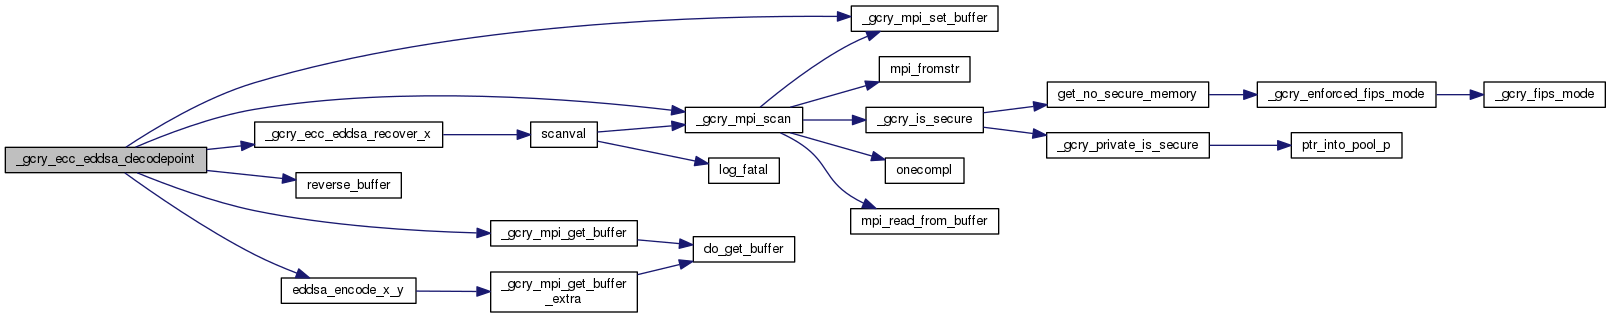 _gcry_ecc_eddsa_decodepoint
_gcry_mpi_set_buffer
_gcry_mpi_scan
_gcry_ecc_eddsa_recover_x
scanval
reverse_buffer
_gcry_mpi_get_buffer
eddsa_encode_x_y
mpi_fromstr
_gcry_is_secure
get_no_secure_memory
_gcry_enforced_fips_mode
_gcry_fips_mode
_gcry_private_is_secure
ptr_into_pool_p
onecompl
mpi_read_from_buffer
log_fatal
do_get_buffer
_gcry_mpi_get_buffer
_extra